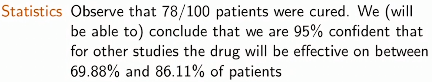 Statistics Observe that 78/100 patients were cured. We (will
be able to) conclude that we are 95% confident that
for other studies the drug will be effective on between
69.88% and 86.11% of patients